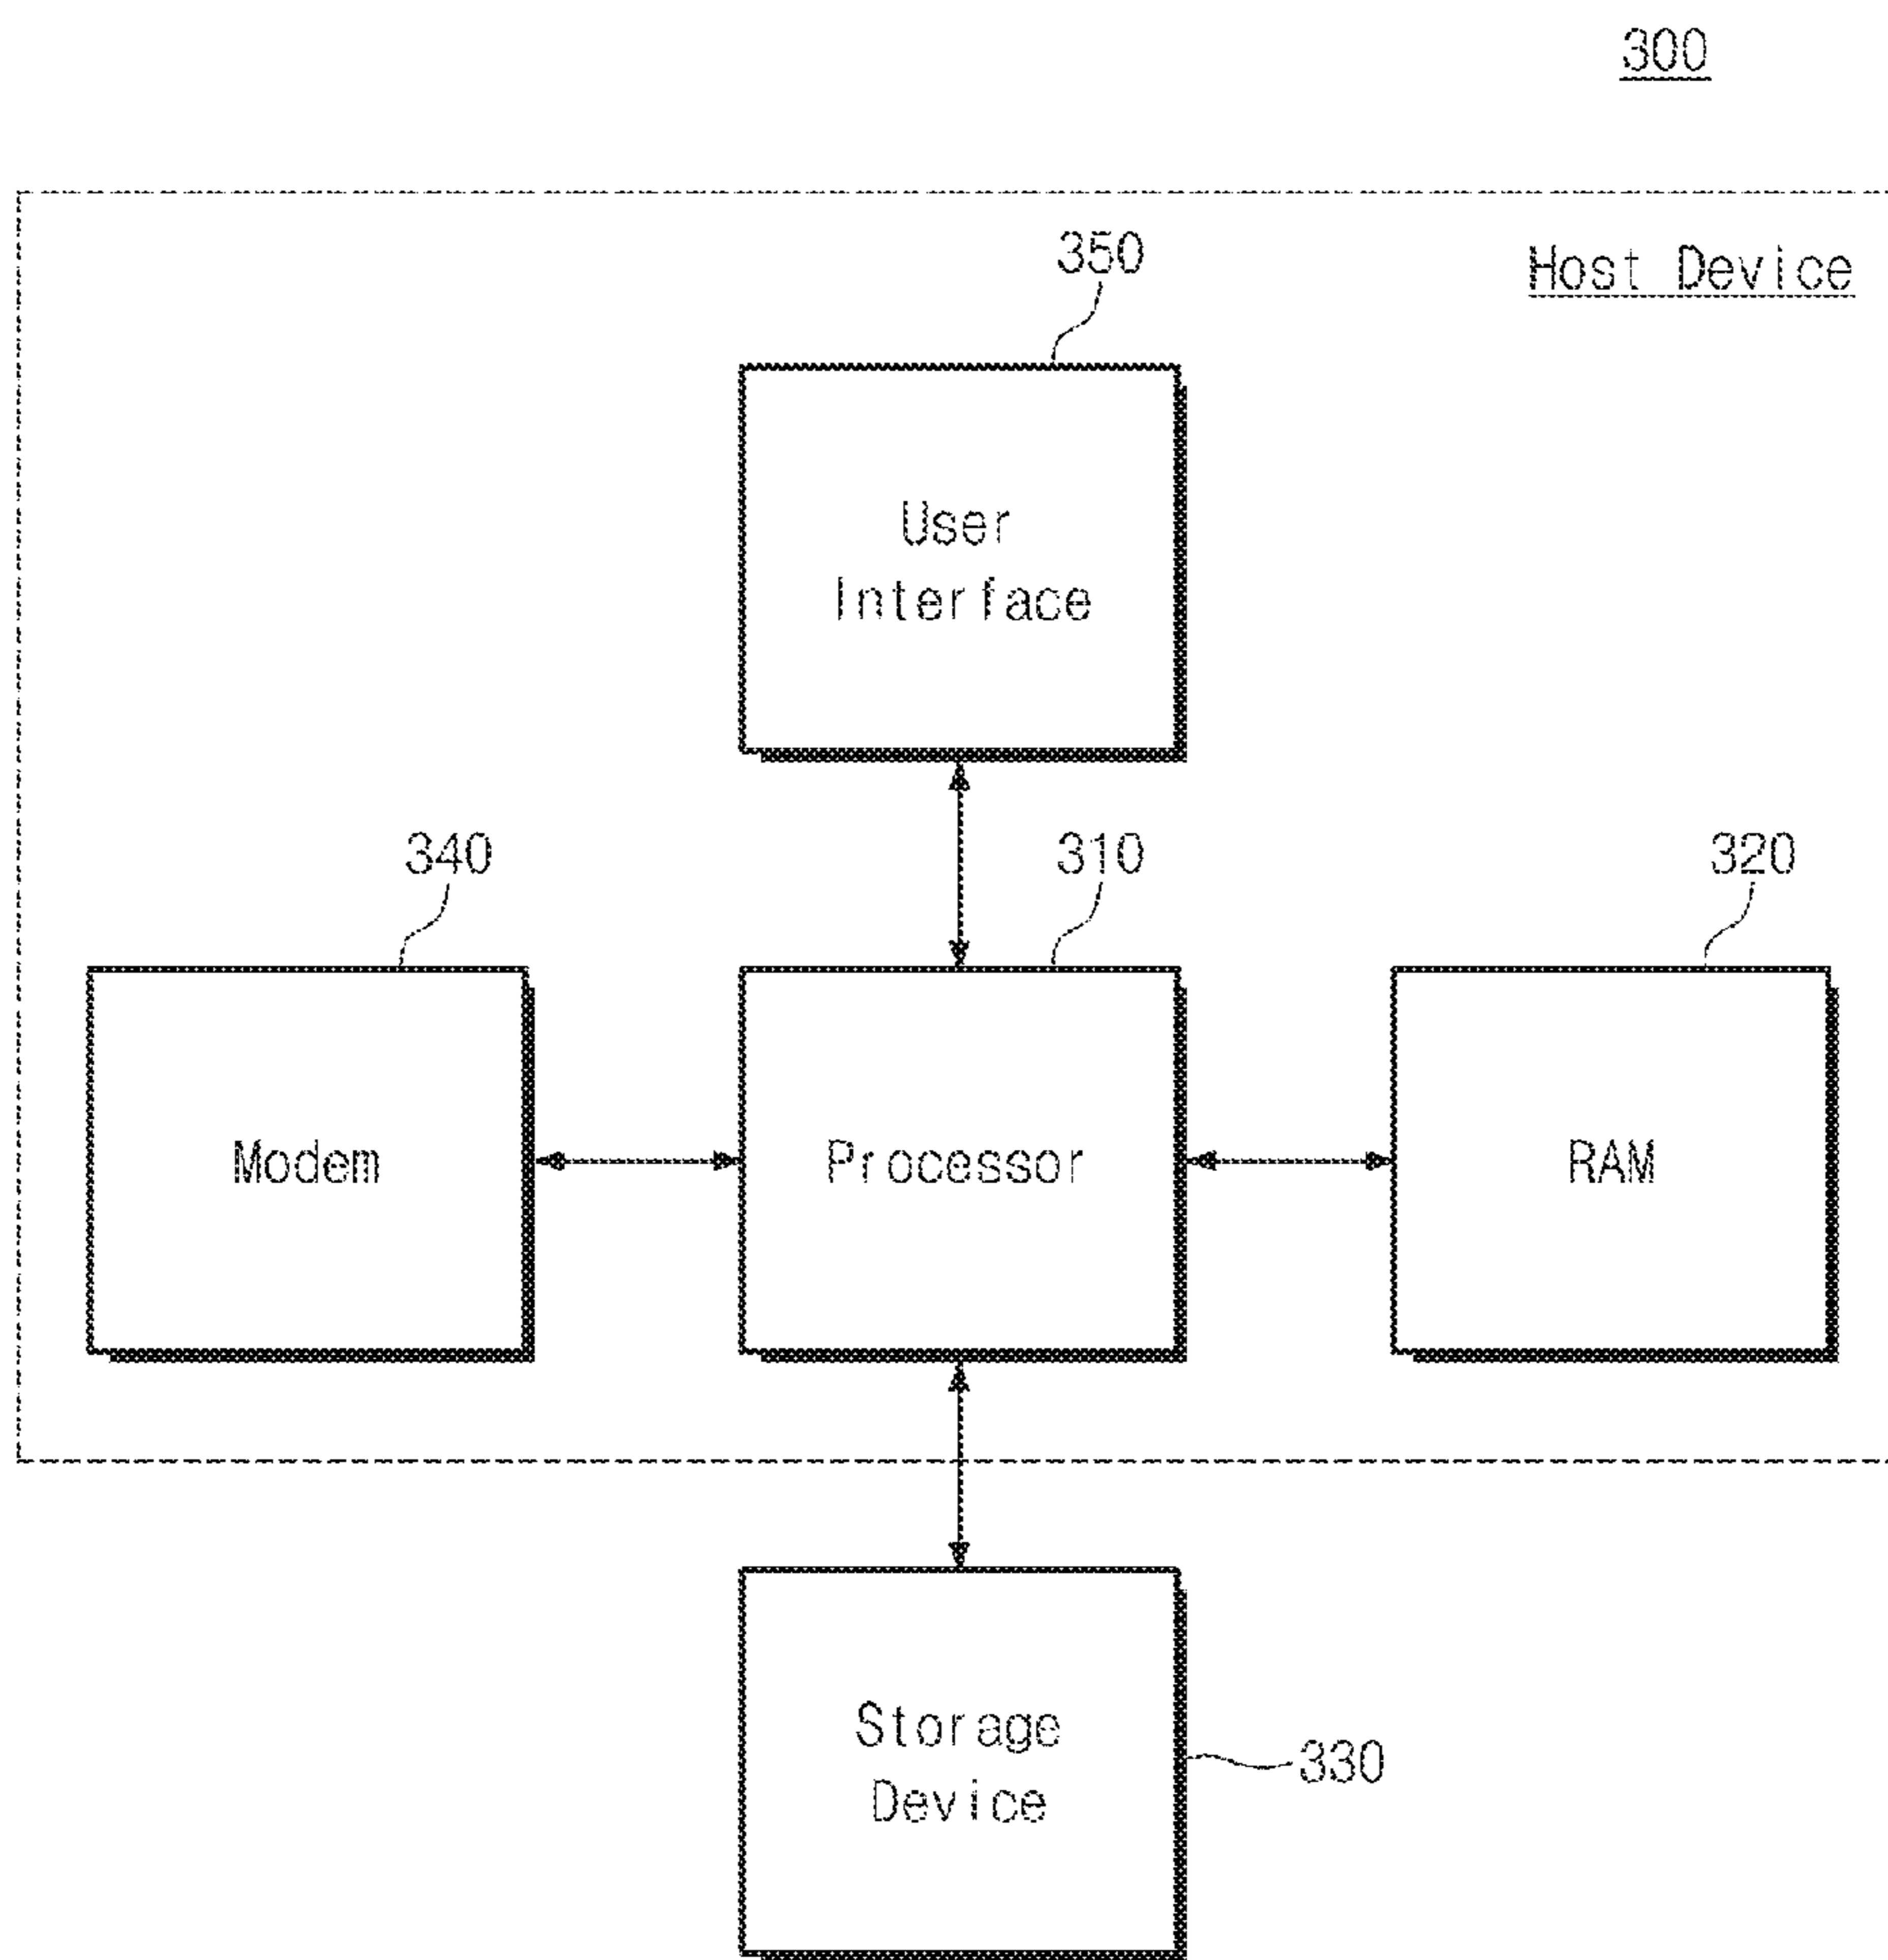 300
350
Host Device
User
Interface
340
310
320
Modem
Processor
RAM
Storage
Device
330